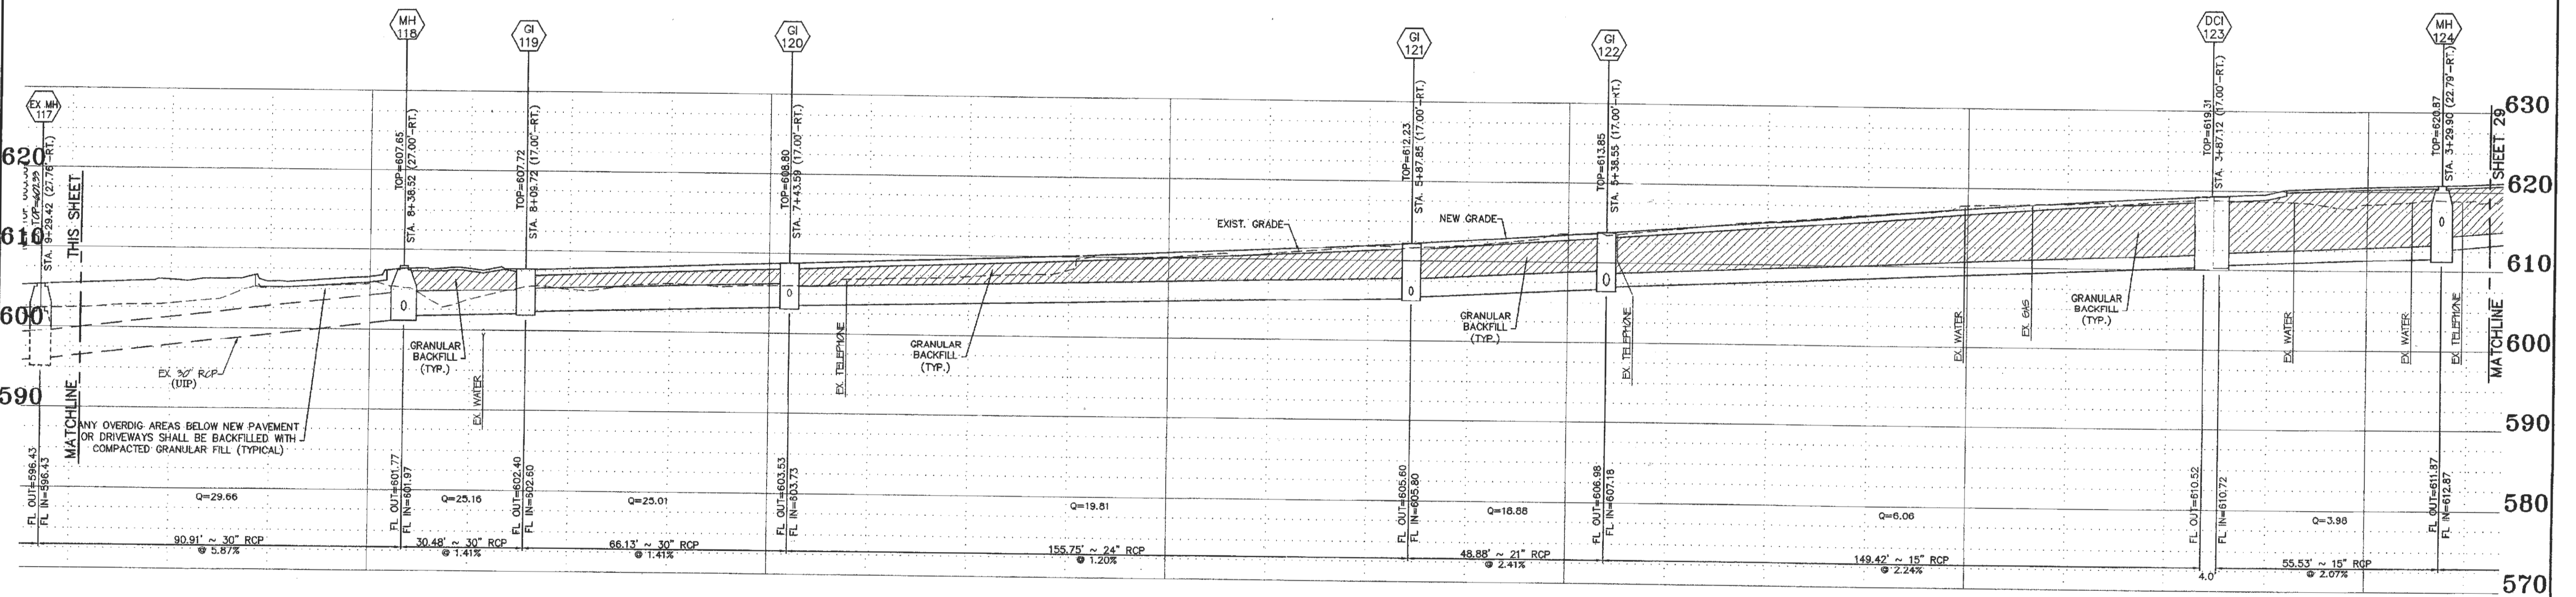 EX MH
117
MH
118
GI
119
GI
120
GI
121
GI
122
DCI
123
MH
124
TOP=602.99
STA. 9+29.42 (27.76'-RT.)
TOP=607.65
STA. 8+38.52 (27.00'-RT.)
TOP=607.72
STA. 8+09.72 (17.00'-RT.)
TOP=608.80
STA. 7+43.59 (17.00'-RT.)
TOP=612.23
STA. 5+87.85 (17.00'-RT.)
TOP=613.85
STA. 5+38.55 (17.00'-RT.)
TOP=619.31
STA. 3+87.12 (17.00'-RT.)
TOP=620.87
STA. 3+29.90 (22.79'-RT.)
620
610
600
590
630
620
610
600
590
580
570
MATCHLINE THIS SHEET
MATCHLINE SHEET 29
EXIST. GRADE
NEW GRADE
EX 30" RCP
(UIP)
GRANULAR
BACKFILL
(TYP.)
EX WATER
EX TELEPHONE
GRANULAR
BACKFILL
(TYP.)
GRANULAR
BACKFILL
(TYP.)
EX TELEPHONE
EX WATER
EX GAS
GRANULAR
BACKFILL
(TYP.)
EX WATER
EX WATER
EX TELEPHONE
ANY OVERDIG AREAS BELOW NEW PAVEMENT
OR DRIVEWAYS SHALL BE BACKFILLED WITH
COMPACTED GRANULAR FILL (TYPICAL)
FL OUT=596.43
FL IN=596.43
FL OUT=601.77
FL IN=601.97
FL OUT=602.40
FL IN=602.60
FL OUT=603.53
FL IN=603.73
FL OUT=605.60
FL IN=605.80
FL OUT=606.98
FL IN=607.18
FL OUT=610.52
FL IN=610.72
FL OUT=611.87
FL IN=612.87
Q=29.66
Q=25.16
Q=25.01
Q=19.81
Q=16.88
Q=6.06
Q=3.98
90.91' ~ 30" RCP
@ 5.87%
30.48' ~ 30" RCP
@ 1.41%
66.13' ~ 30" RCP
@ 1.41%
155.75' ~ 24" RCP
@ 1.20%
48.88' ~ 21" RCP
@ 2.41%
149.42' ~ 15" RCP
@ 2.24%
4.0'
55.53' ~ 15" RCP
@ 2.07%